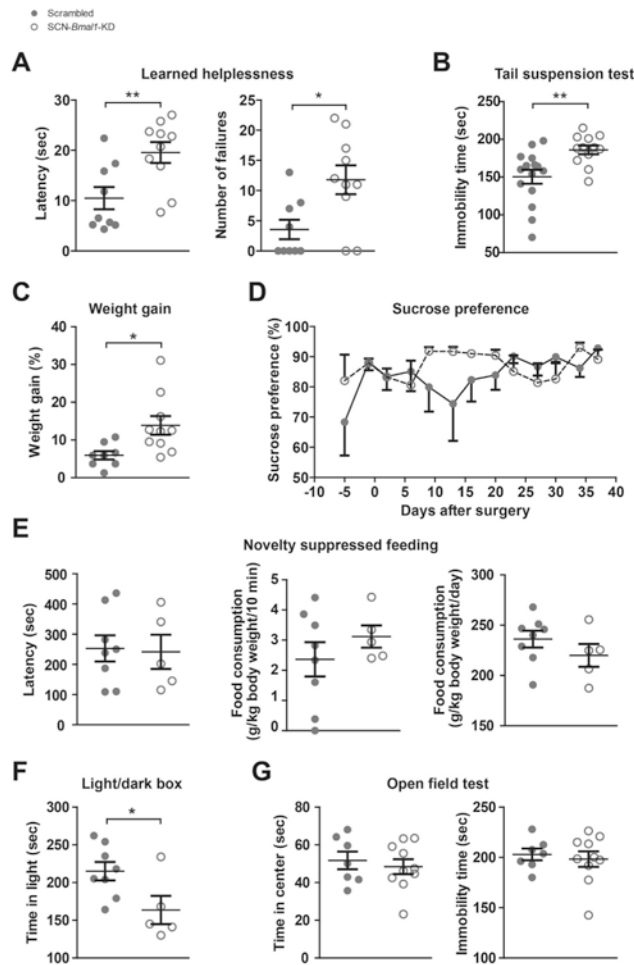 Scrambled
SCN-Bmal1-KD
A
Learned helplessness
**
Latency (sec)
30
20
10
0
*
Number of failures
25
20
15
10
5
0
B
Tail suspension test
**
Immobility time (sec)
250
200
150
100
50
C
Weight gain
*
Weight gain (%)
40
30
20
10
0
D
Sucrose preference
Sucrose preference (%)
100
90
80
70
60
50
-10 -5 0 5 10 15 20 25 30 35 40
Days after surgery
E
Novelty suppressed feeding
Latency (sec)
500
400
300
200
100
0
Food consumption
(g/kg body weight/10 min)
5
4
3
2
1
0
Food consumption
(g/kg body weight/day)
300
250
200
150
F
Light/dark box
*
Time in light (sec)
300
250
200
150
100
G
Open field test
Time in center (sec)
80
60
40
20
0
Immobility time (sec)
250
200
150
100